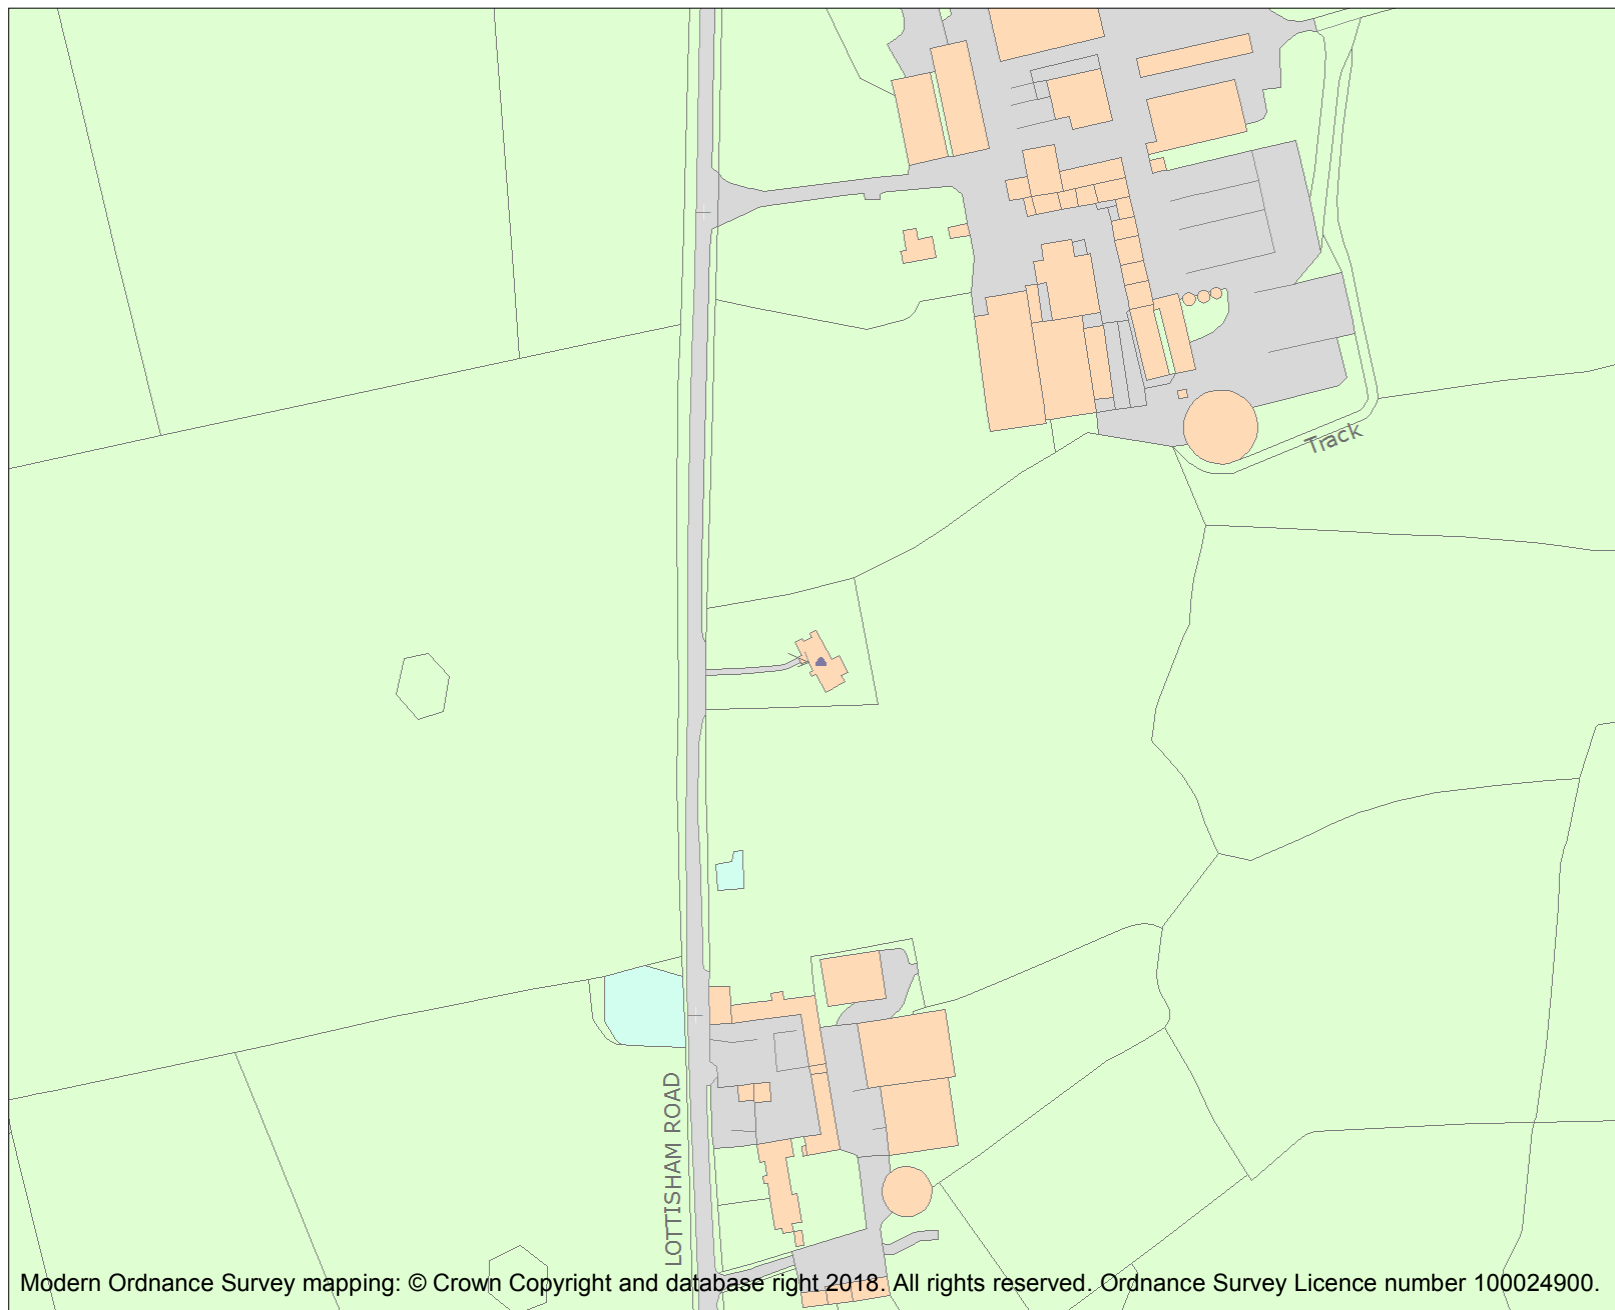 Track
LOTTISHAM ROAD
Modern Ordnance Survey mapping: © Crown Copyright and database right 2018. All rights reserved. Ordnance Survey Licence number 100024900.